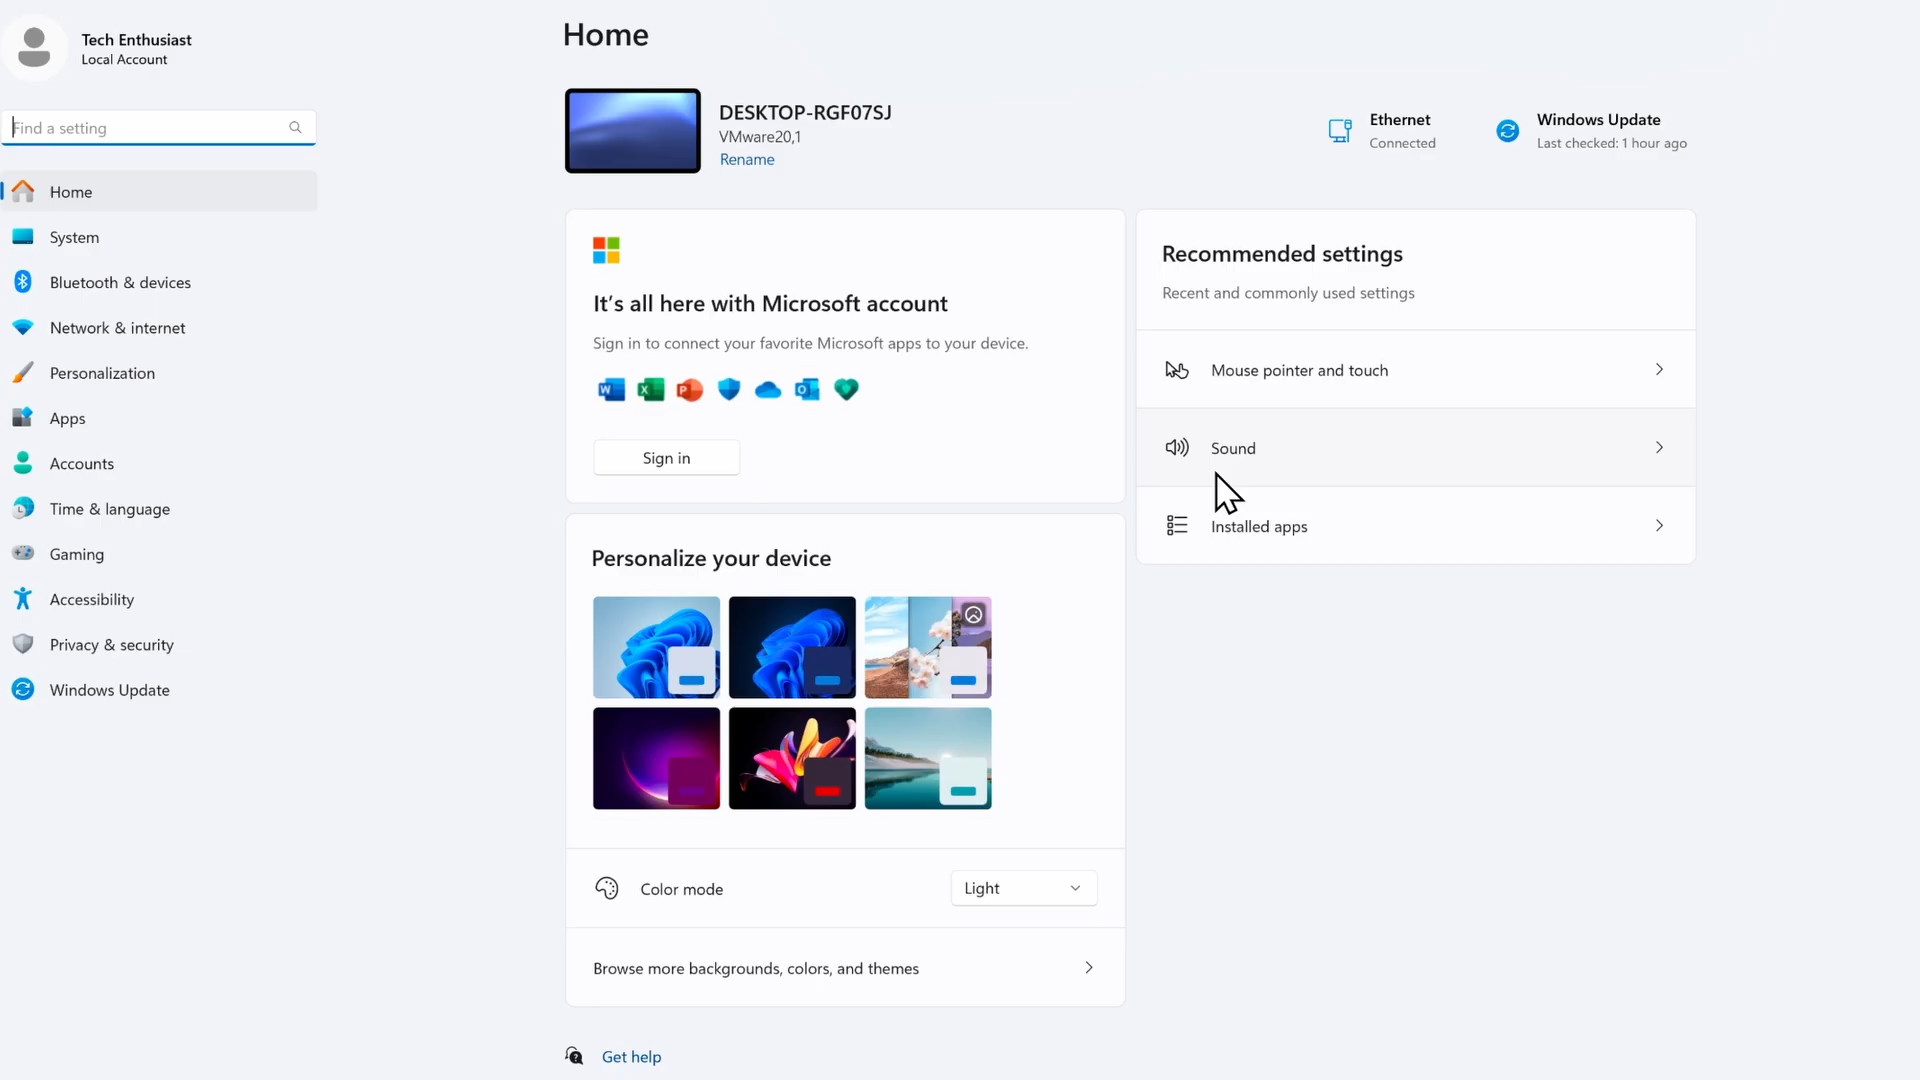 Tech Enthusiast
Local Account
Find a setting
Home
System
Bluetooth & devices
Network & internet
Personalization
Apps
Accounts
Time & language
Gaming
Accessibility
Privacy & security
Windows Update
Home
DESKTOP-RGF07SJ
VMware20,1
Rename
Ethernet
Connected
Windows Update
Last checked: 1 hour ago
It's all here with Microsoft account
Sign in to connect your favorite Microsoft apps to your device.
Sign in
Recommended settings
Recent and commonly used settings
Mouse pointer and touch
Sound
Installed apps
Personalize your device
Color mode
Light
Browse more backgrounds, colors, and themes
Get help